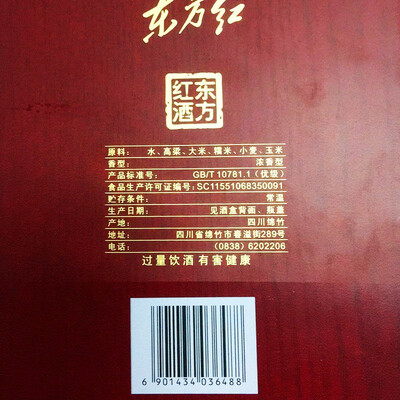 东方红
东方
红酒
原料: 水、高粱、大米、糯米、小麦、玉米
香型: 浓香型
产品标准号: GB/T 10781.1 (优级)
食品生产许可证编号: SC11551068350091
贮存条件: 常温
生产日期: 见酒盒背面、瓶盖
产地: 四川绵竹
地址: 四川省绵竹市春溢街289号
电话: (0838) 6202206
过量饮酒 有害健康
6 901434 036488